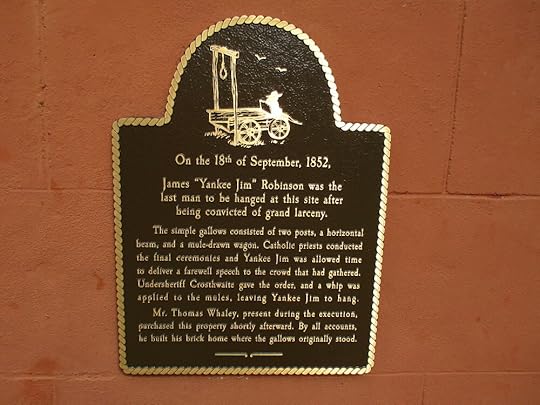 On the 18th of September, 1852,
James "Yankee Jim" Robinson was the
last man to be hanged at this site after
being convicted of grand larceny.
The simple gallows consisted of two posts, a horizontal
beam, and a mule-drawn wagon. Catholic priests conducted
the final ceremonies and Yankee Jim was allowed time
to deliver a farewell speech to the crowd that had gathered.
Undersheriff Crosthwaite gave the order, and a whip was
applied to the mules, leaving Yankee Jim to hang.
Mr. Thomas Whaley, present during the execution,
purchased this property shortly afterward. By all accounts,
he built his brick home where the gallows originally stood.